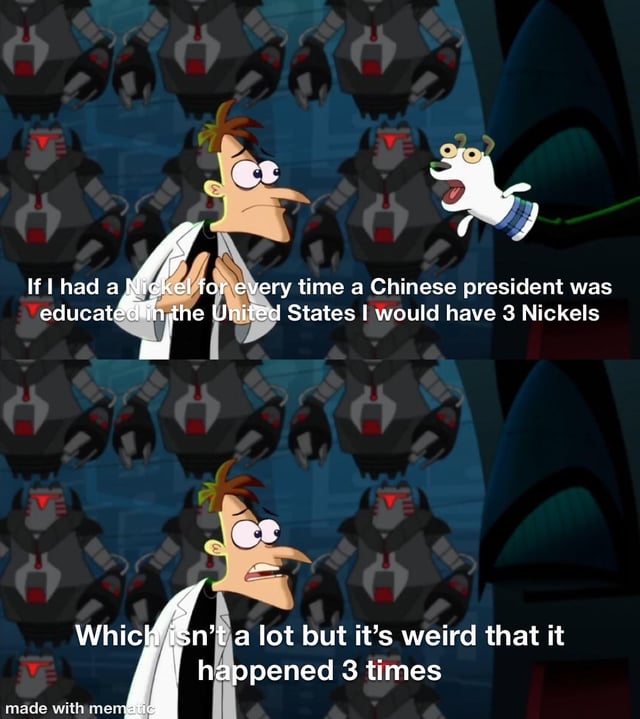 If I had a Nickel for every time a Chinese president was
educated in the United States I would have 3 Nickels
Which isn't a lot but it's weird that it
happened 3 times
made with mematic